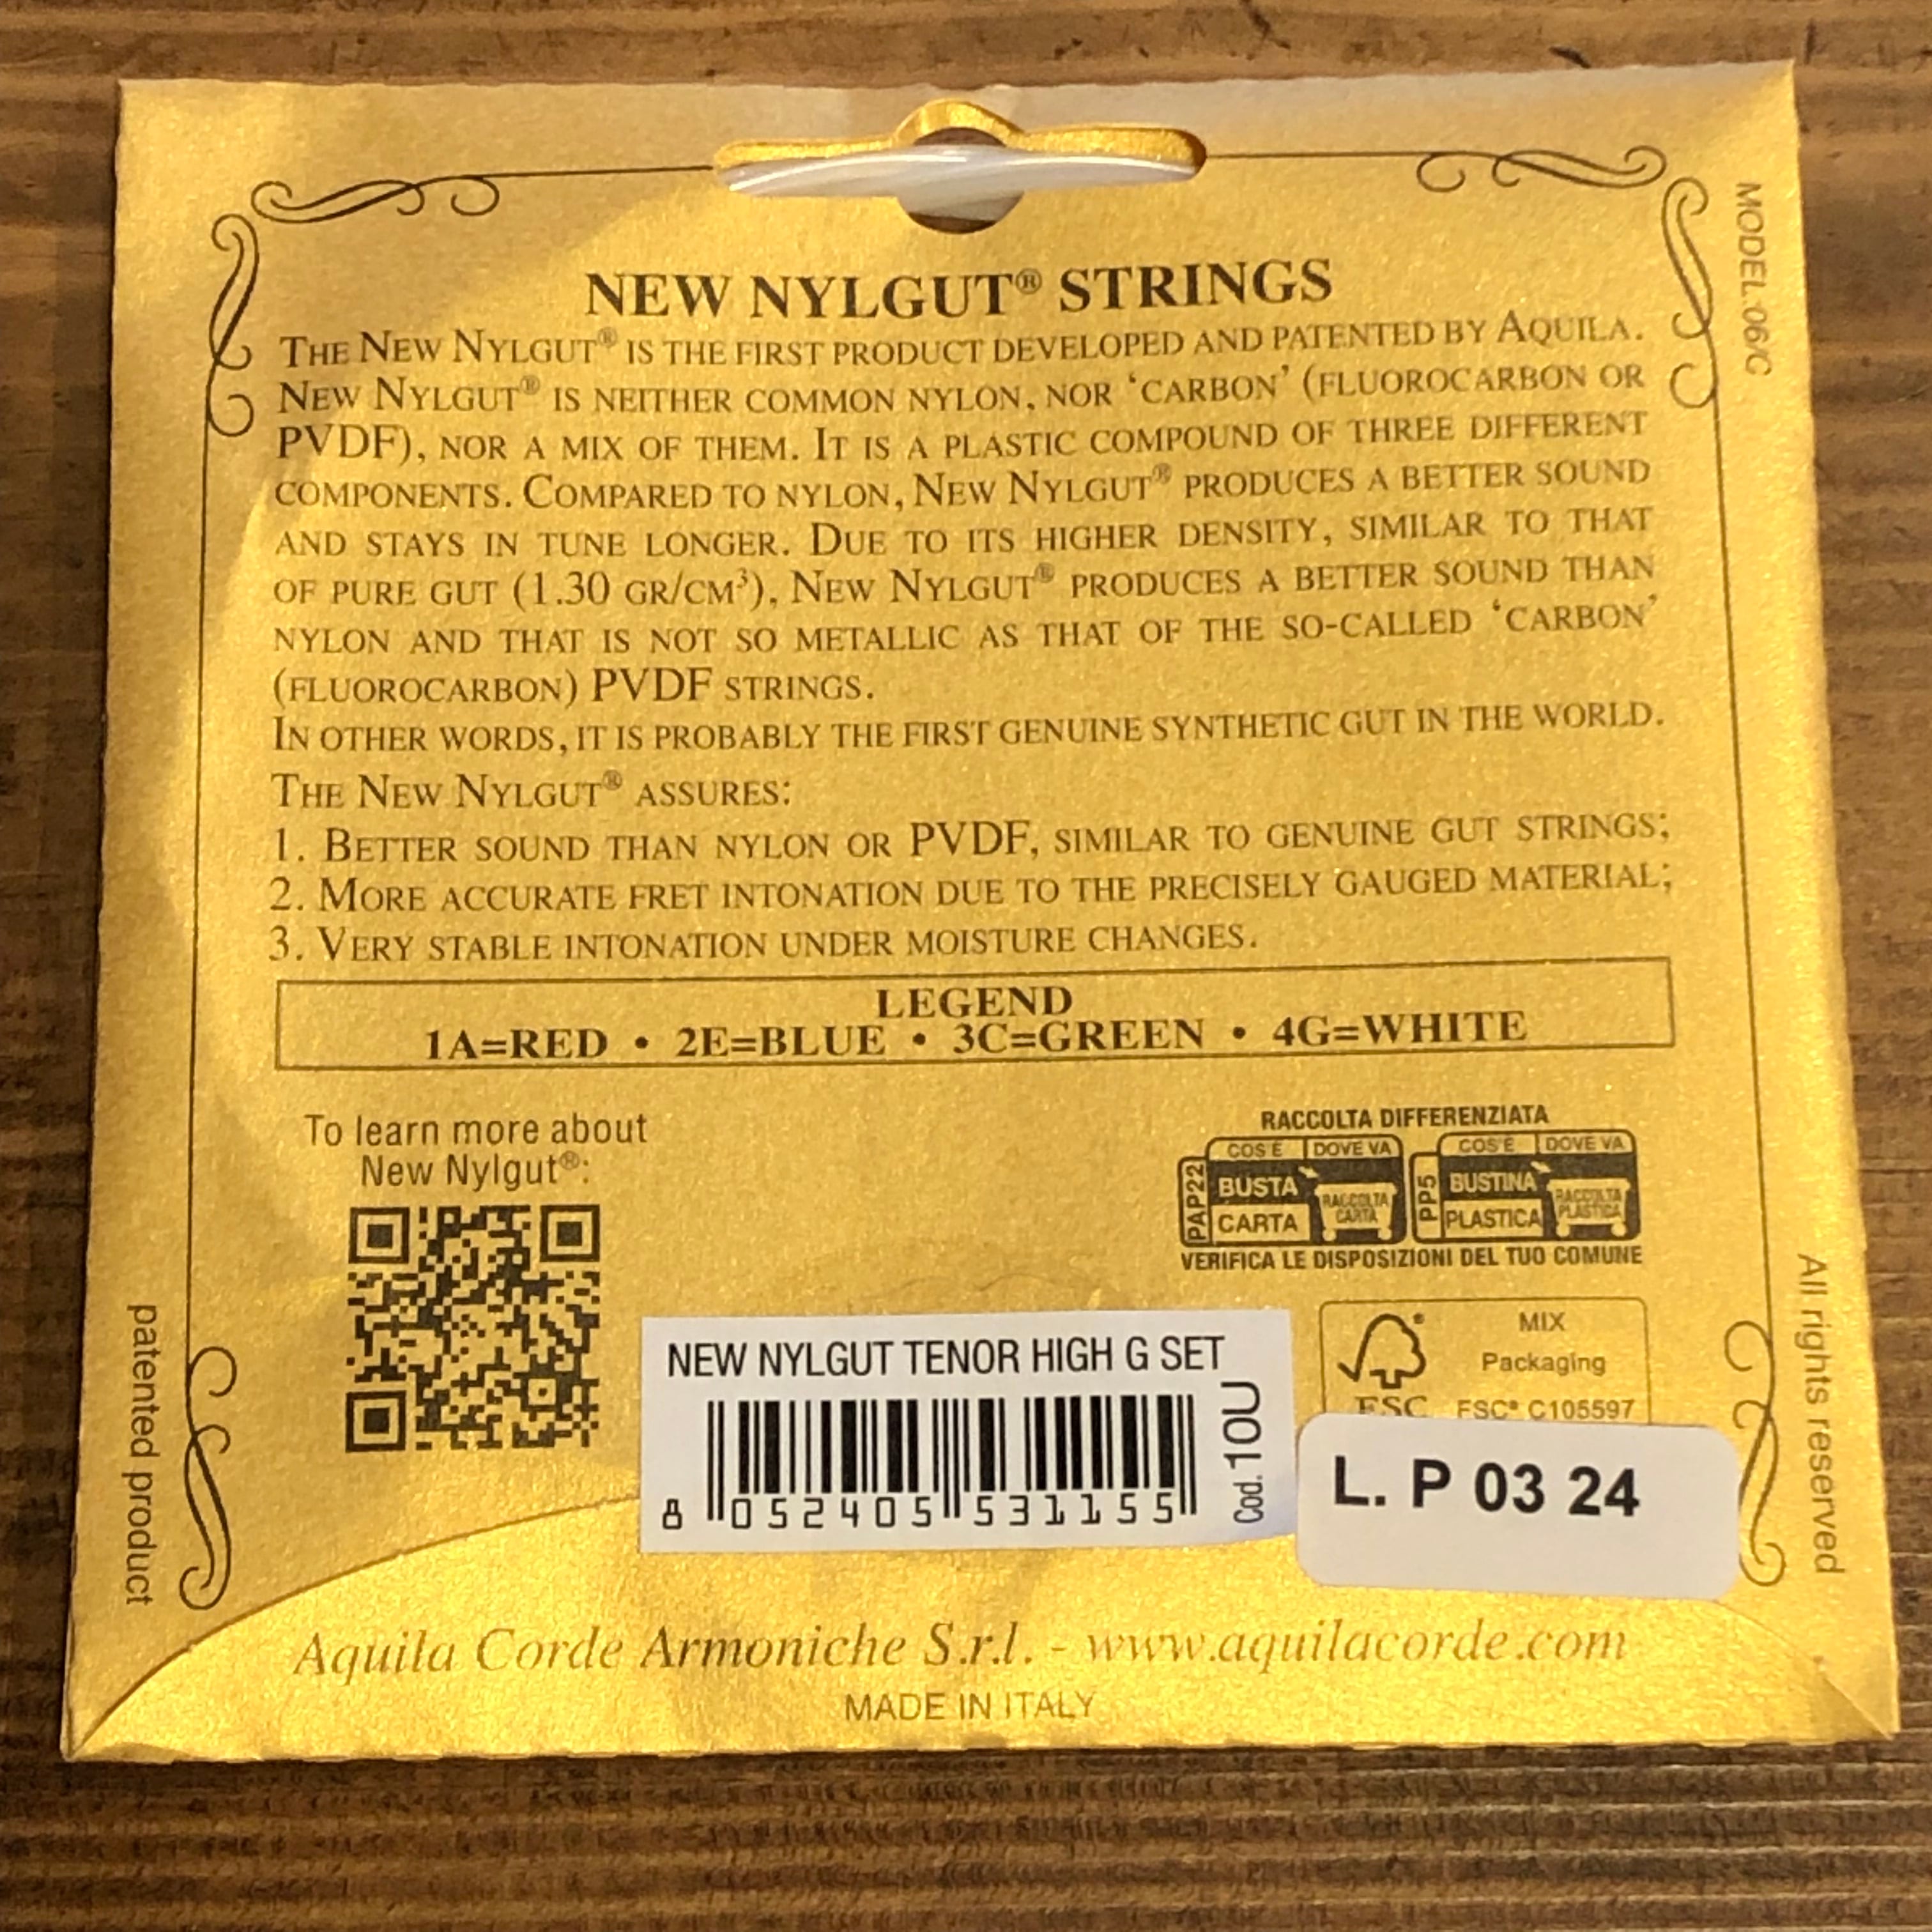 NEW NYLGUT® STRINGS
THE NEW NYLGUT® IS THE FIRST PRODUCT DEVELOPED AND PATENTED BY AQUILA.
NEW NYLGUT® IS NEITHER COMMON NYLON, NOR ‘CARBON’ (FLUOROCARBON OR
PVDF), NOR A MIX OF THEM. IT IS A PLASTIC COMPOUND OF THREE DIFFERENT
COMPONENTS. COMPARED TO NYLON, NEW NYLGUT® PRODUCES A BETTER SOUND
AND STAYS IN TUNE LONGER. DUE TO ITS HIGHER DENSITY, SIMILAR TO THAT
OF PURE GUT (1.30 GR/CM³), NEW NYLGUT® PRODUCES A BETTER SOUND THAN
NYLON AND THAT IS NOT SO METALLIC AS THAT OF THE SO-CALLED ‘CARBON’
(FLUOROCARBON) PVDF STRINGS.
IN OTHER WORDS, IT IS PROBABLY THE FIRST GENUINE SYNTHETIC GUT IN THE WORLD.
THE NEW NYLGUT® ASSURES:
1. BETTER SOUND THAN NYLON OR PVDF, SIMILAR TO GENUINE GUT STRINGS;
2. MORE ACCURATE FRET INTONATION DUE TO THE PRECISELY GAUGED MATERIAL;
3. VERY STABLE INTONATION UNDER MOISTURE CHANGES.
LEGEND
1A=RED • 2E=BLUE • 3C=GREEN • 4G=WHITE
MODEL 06/C
To learn more about
New Nylgut®:
RACCOLTA DIFFERENZIATA
COS'È DOVE VA
PAP22
BUSTA
CARTA
RACCOLTA
CARTA
COS'È DOVE VA
PP5
BUSTINA
PLASTICA
RACCOLTA
PLASTICA
VERIFICA LE DISPOSIZIONI DEL TUO COMUNE
NEW NYLGUT TENOR HIGH G SET
8 052405 531155
Cod. 10U
MIX
Packaging
FSC FSC® C105597
L. P 03 24
patented product
All rights reserved
Aquila Corde Armoniche S.r.l. - www.aquilacorde.com
MADE IN ITALY